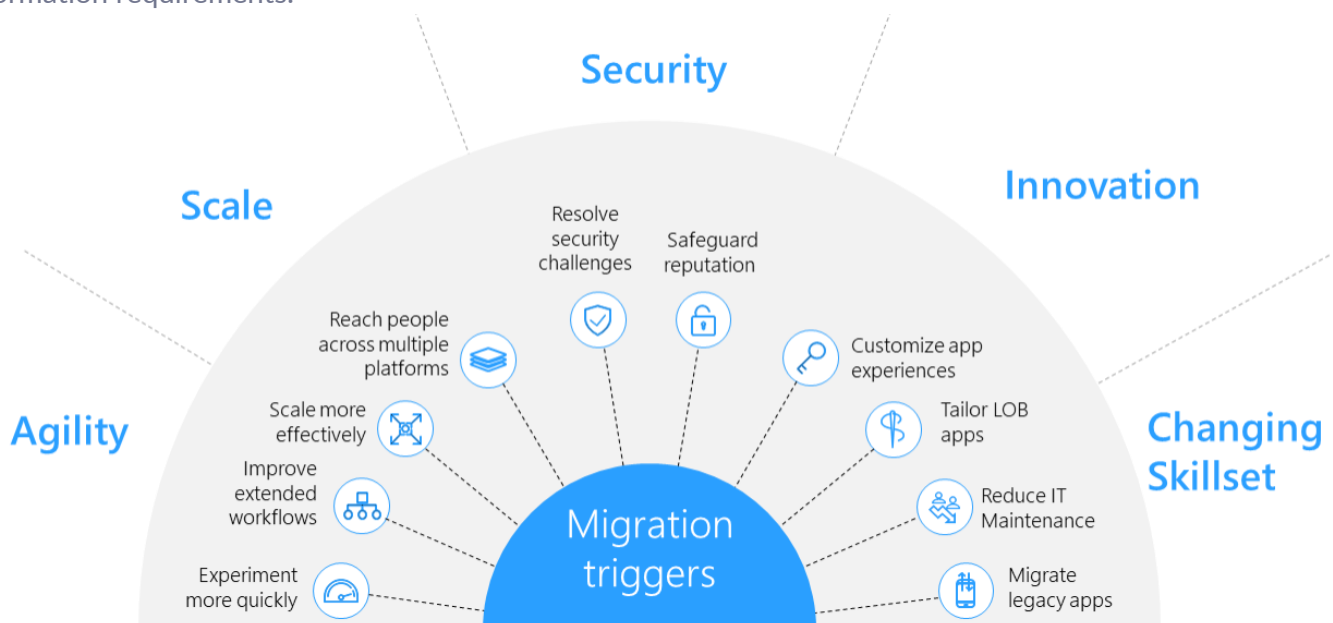 ormation requirements.
Security
Scale
Innovation
Agility
Changing
Skillset
Resolve
security
challenges
Safeguard
reputation
Reach people
across multiple
platforms
Customize app
experiences
Scale more
effectively
Tailor LOB
apps
Improve
extended
workflows
Reduce IT
Maintenance
Experiment
more quickly
Migrate
legacy apps
Migration
triggers